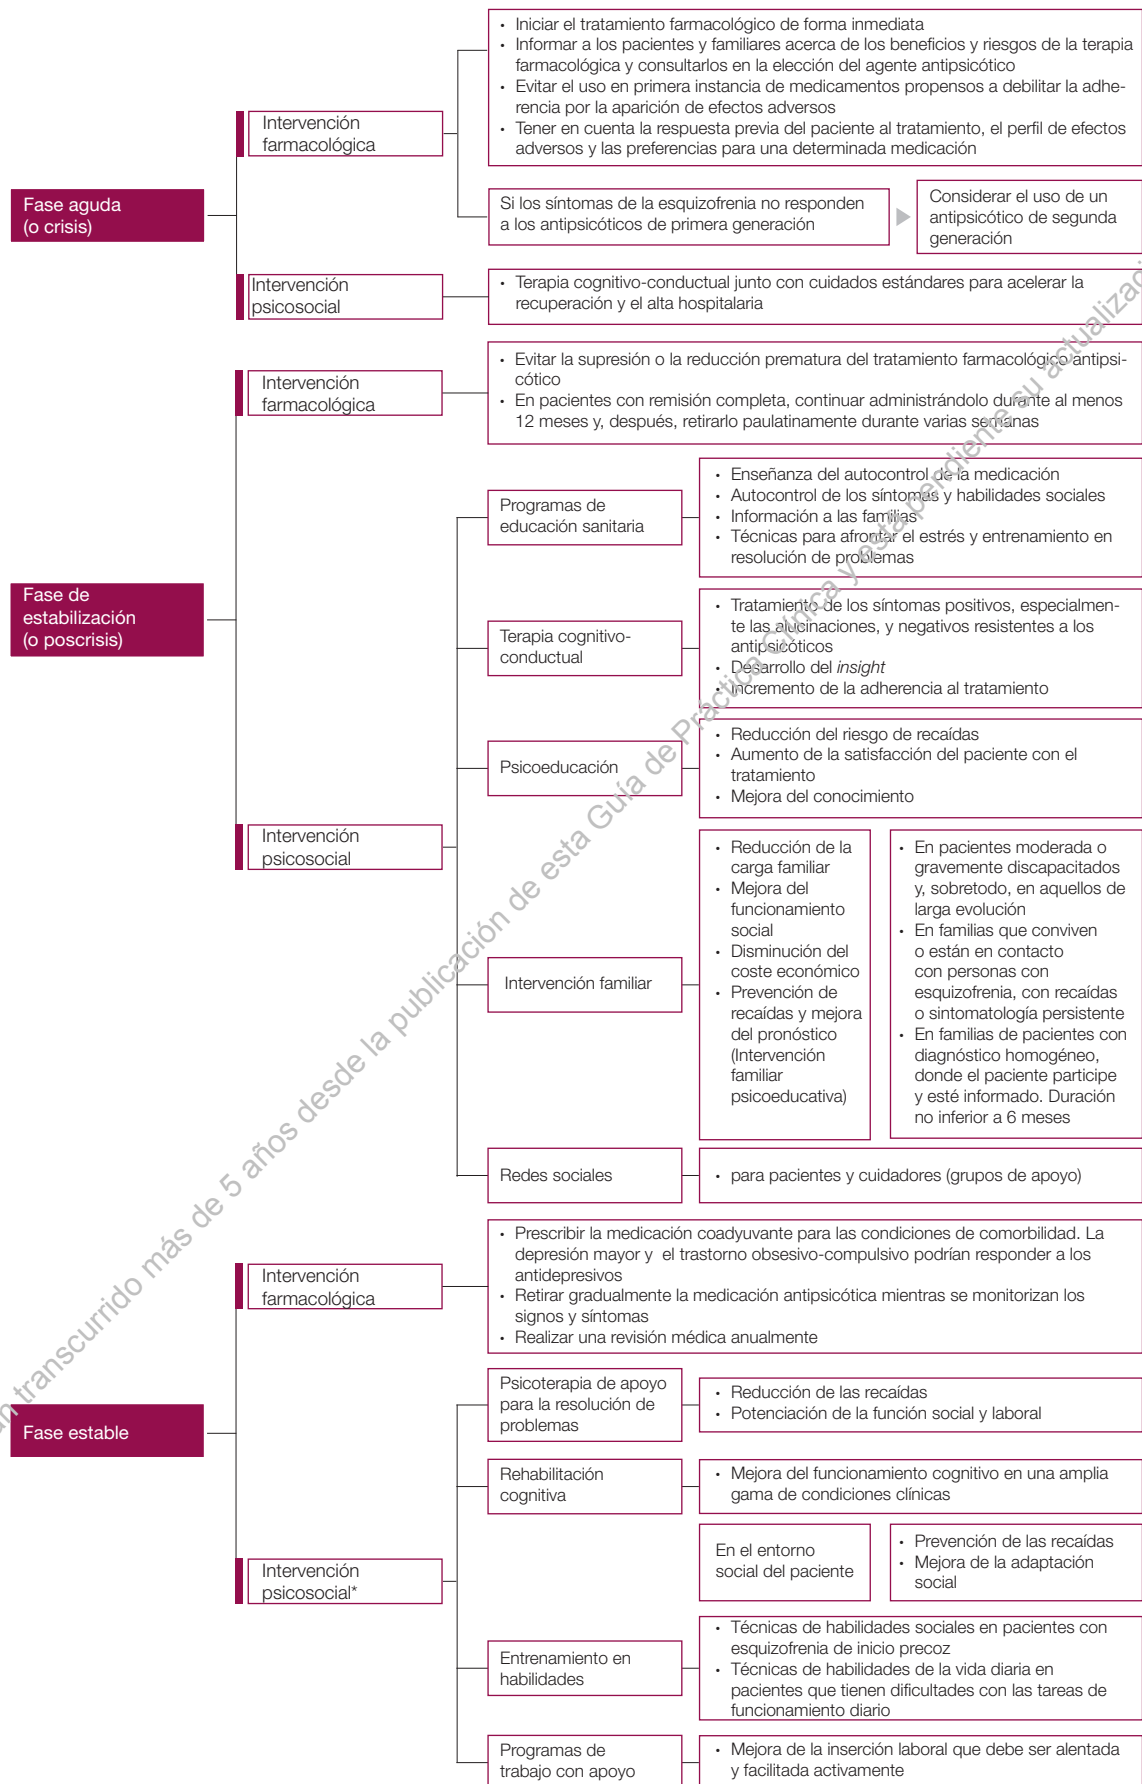 • Iniciar el tratamiento farmacológico de forma inmediata
• Informar a los pacientes y familiares acerca de los beneficios y riesgos de la terapia
farmacológica y consultarlos en la elección del agente antipsicótico
• Evitar el uso en primera instancia de medicamentos propensos a debilitar la adhe-
rencia por la aparición de efectos adversos
• Tener en cuenta la respuesta previa del paciente al tratamiento, el perfil de efectos
adversos y las preferencias para una determinada medicación
Intervención
farmacológica
Fase aguda
(o crisis)
Si los síntomas de la esquizofrenia no responden
a los antipsicóticos de primera generación
Considerar el uso de un
antipsicótico de segunda
generación
Intervención
psicosocial
• Terapia cognitivo-conductual junto con cuidados estándares para acelerar la
recuperación y el alta hospitalaria
Intervención
farmacológica
• Evitar la supresión o la reducción prematura del tratamiento farmacológico antipsi-
cótico
• En pacientes con remisión completa, continuar administrándolo durante al menos
12 meses y, después, retirarlo paulatinamente durante varias semanas
Fase de
estabilización
(o poscrisis)
Programas de
educación sanitaria
• Enseñanza del autocontrol de la medicación
• Autocontrol de los síntomas y habilidades sociales
• Información a las familias
• Técnicas para afrontar el estrés y entrenamiento en
resolución de problemas
Terapia cognitivo-
conductual
• Tratamiento de los síntomas positivos, especialmen-
te las alucinaciones, y negativos resistentes a los
antipsicóticos
• Desarrollo del insight
• Incremento de la adherencia al tratamiento
Psicoeducación
• Reducción del riesgo de recaídas
• Aumento de la satisfacción del paciente con el
tratamiento
• Mejora del conocimiento
Intervención
psicosocial
Intervención familiar
• Reducción de la
carga familiar
• Mejora del
funcionamiento
social
• Disminución del
coste económico
• Prevención de
recaídas y mejora
del pronóstico
(Intervención
familiar
psicoeducativa)
• En pacientes moderada o
gravemente discapacitados
y, sobretodo, en aquellos de
larga evolución
• En familias que conviven
o están en contacto
con personas con
esquizofrenia, con recaídas
o sintomatología persistente
• En familias de pacientes con
diagnóstico homogéneo,
donde el paciente participe
y esté informado. Duración
no inferior a 6 meses
Redes sociales
• para pacientes y cuidadores (grupos de apoyo)
Intervención
farmacológica
• Prescribir la medicación coadyuvante para las condiciones de comorbilidad. La
depresión mayor y el trastorno obsesivo-compulsivo podrían responder a los
antidepresivos
• Retirar gradualmente la medicación antipsicótica mientras se monitorizan los
signos y síntomas
• Realizar una revisión médica anualmente
Fase estable
Psicoterapia de apoyo
para la resolución de
problemas
• Reducción de las recaídas
• Potenciación de la función social y laboral
Rehabilitación
cognitiva
• Mejora del funcionamiento cognitivo en una amplia
gama de condiciones clínicas
En el entorno
social del paciente
• Prevención de las recaídas
• Mejora de la adaptación
social
Intervención
psicosocial*
Entrenamiento en
habilidades
• Técnicas de habilidades sociales en pacientes con
esquizofrenia de inicio precoz
• Técnicas de habilidades de la vida diaria en
pacientes que tienen dificultades con las tareas de
funcionamiento diario
Programas de
trabajo con apoyo
• Mejora de la inserción laboral que debe ser alentada
y facilitada activamente
transcurrido más de 5 años desde la publicación de esta Guía de Práctica Clínica y está pendiente su